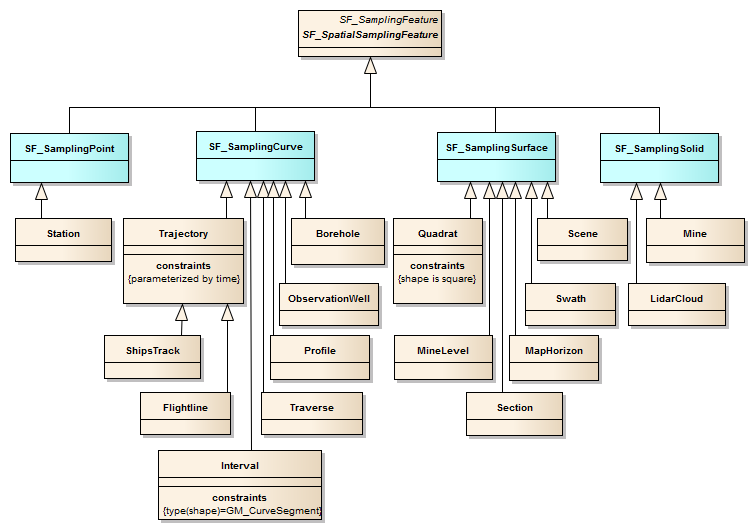 SF_SamplingFeature
SF_SpatialSamplingFeature
SF_SamplingPoint
SF_SamplingCurve
SF_SamplingSurface
SF_SamplingSolid
Station
Trajectory
constraints
{parameterized by time}
Borehole
Quadrat
constraints
{shape is square}
Scene
Mine
ObservationWell
Swath
LidarCloud
ShipsTrack
Profile
MineLevel
MapHorizon
Flightline
Traverse
Section
Interval
constraints
{type(shape)=GM_CurveSegment}